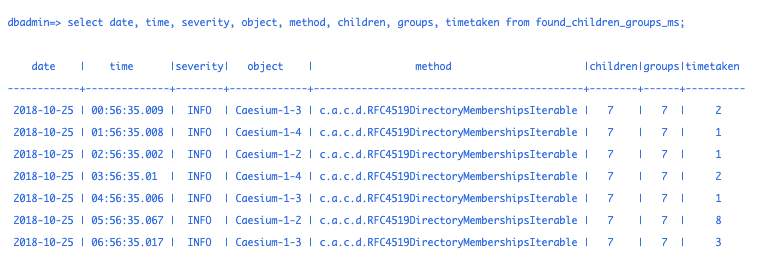 dbadmin=> select date, time, severity, object, method, children, groups, timetaken from found_children_groups_ms;
date | time |severity| object | method |children|groups|timetaken
------------+--------------+--------+------------+------------------------------------------+--------+------+----------
2018-10-25 | 00:56:35.009 | INFO | Caesium-1-3 | c.a.c.d.RFC4519DirectoryMembershipsIterable | 7 | 7 | 2
2018-10-25 | 01:56:35.008 | INFO | Caesium-1-4 | c.a.c.d.RFC4519DirectoryMembershipsIterable | 7 | 7 | 1
2018-10-25 | 02:56:35.002 | INFO | Caesium-1-2 | c.a.c.d.RFC4519DirectoryMembershipsIterable | 7 | 7 | 1
2018-10-25 | 03:56:35.01 | INFO | Caesium-1-4 | c.a.c.d.RFC4519DirectoryMembershipsIterable | 7 | 7 | 2
2018-10-25 | 04:56:35.006 | INFO | Caesium-1-3 | c.a.c.d.RFC4519DirectoryMembershipsIterable | 7 | 7 | 1
2018-10-25 | 05:56:35.067 | INFO | Caesium-1-2 | c.a.c.d.RFC4519DirectoryMembershipsIterable | 7 | 7 | 8
2018-10-25 | 06:56:35.017 | INFO | Caesium-1-3 | c.a.c.d.RFC4519DirectoryMembershipsIterable | 7 | 7 | 3